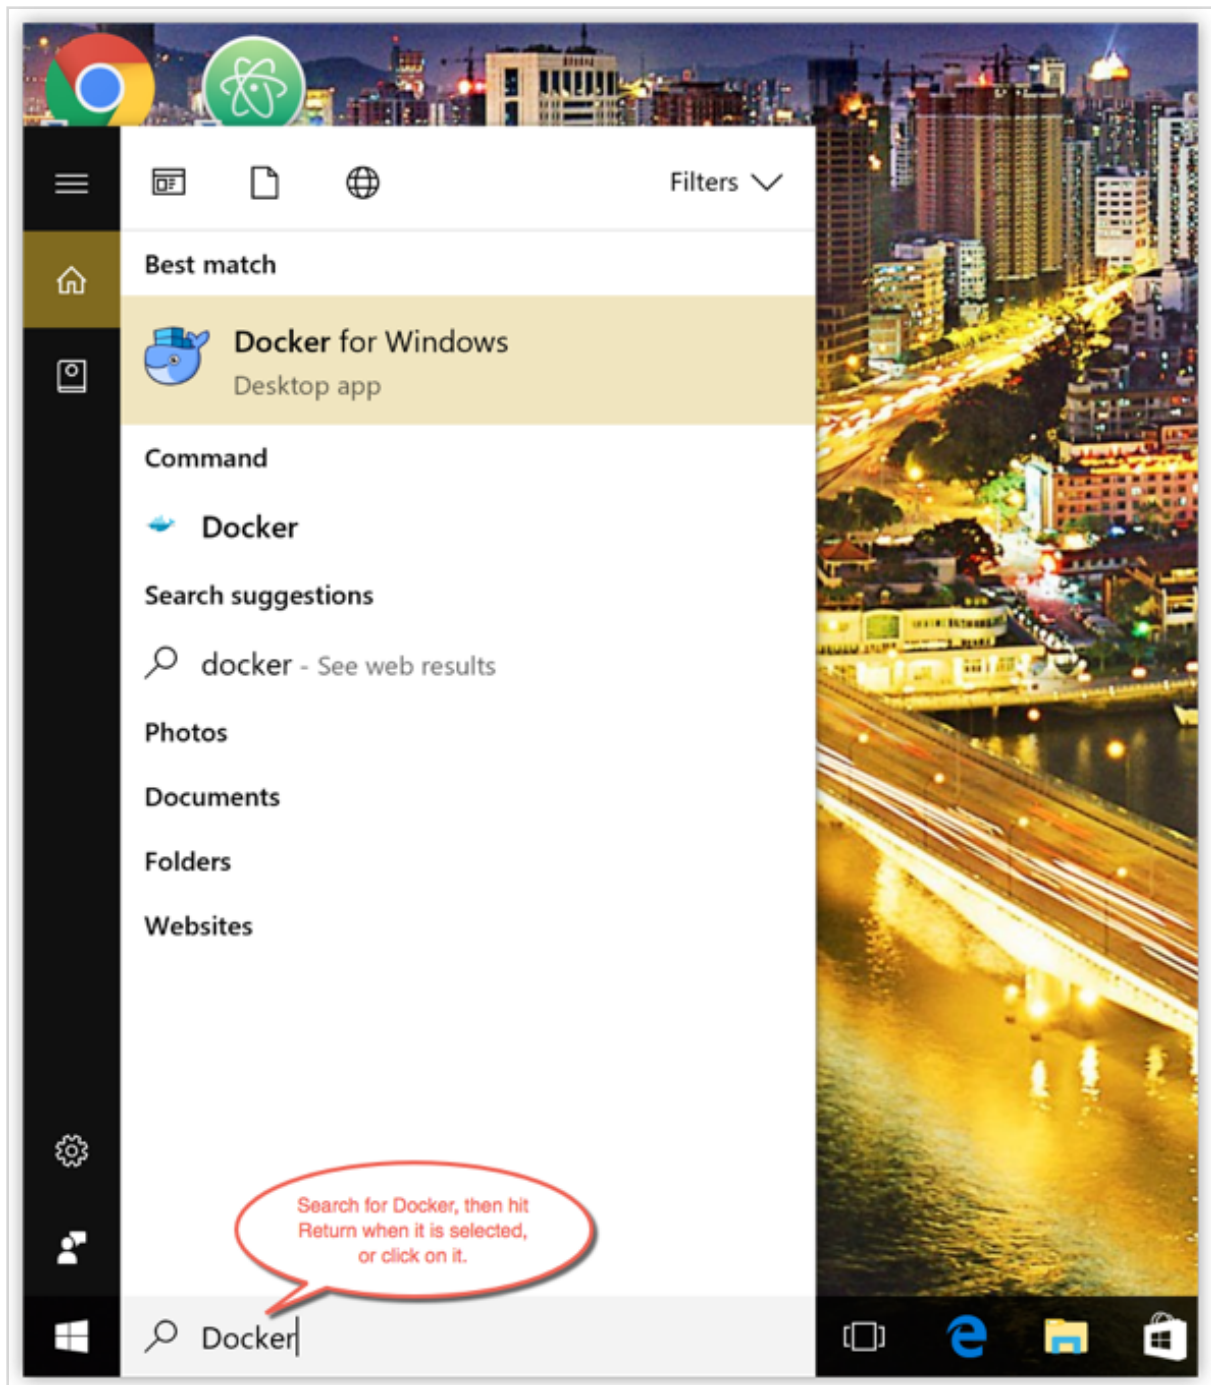 Filters
Best match
Docker for Windows
Desktop app
Command
Docker
Search suggestions
docker - See web results
Photos
Documents
Folders
Websites
Search for Docker, then hit
Return when it is selected,
or click on it.
Docker